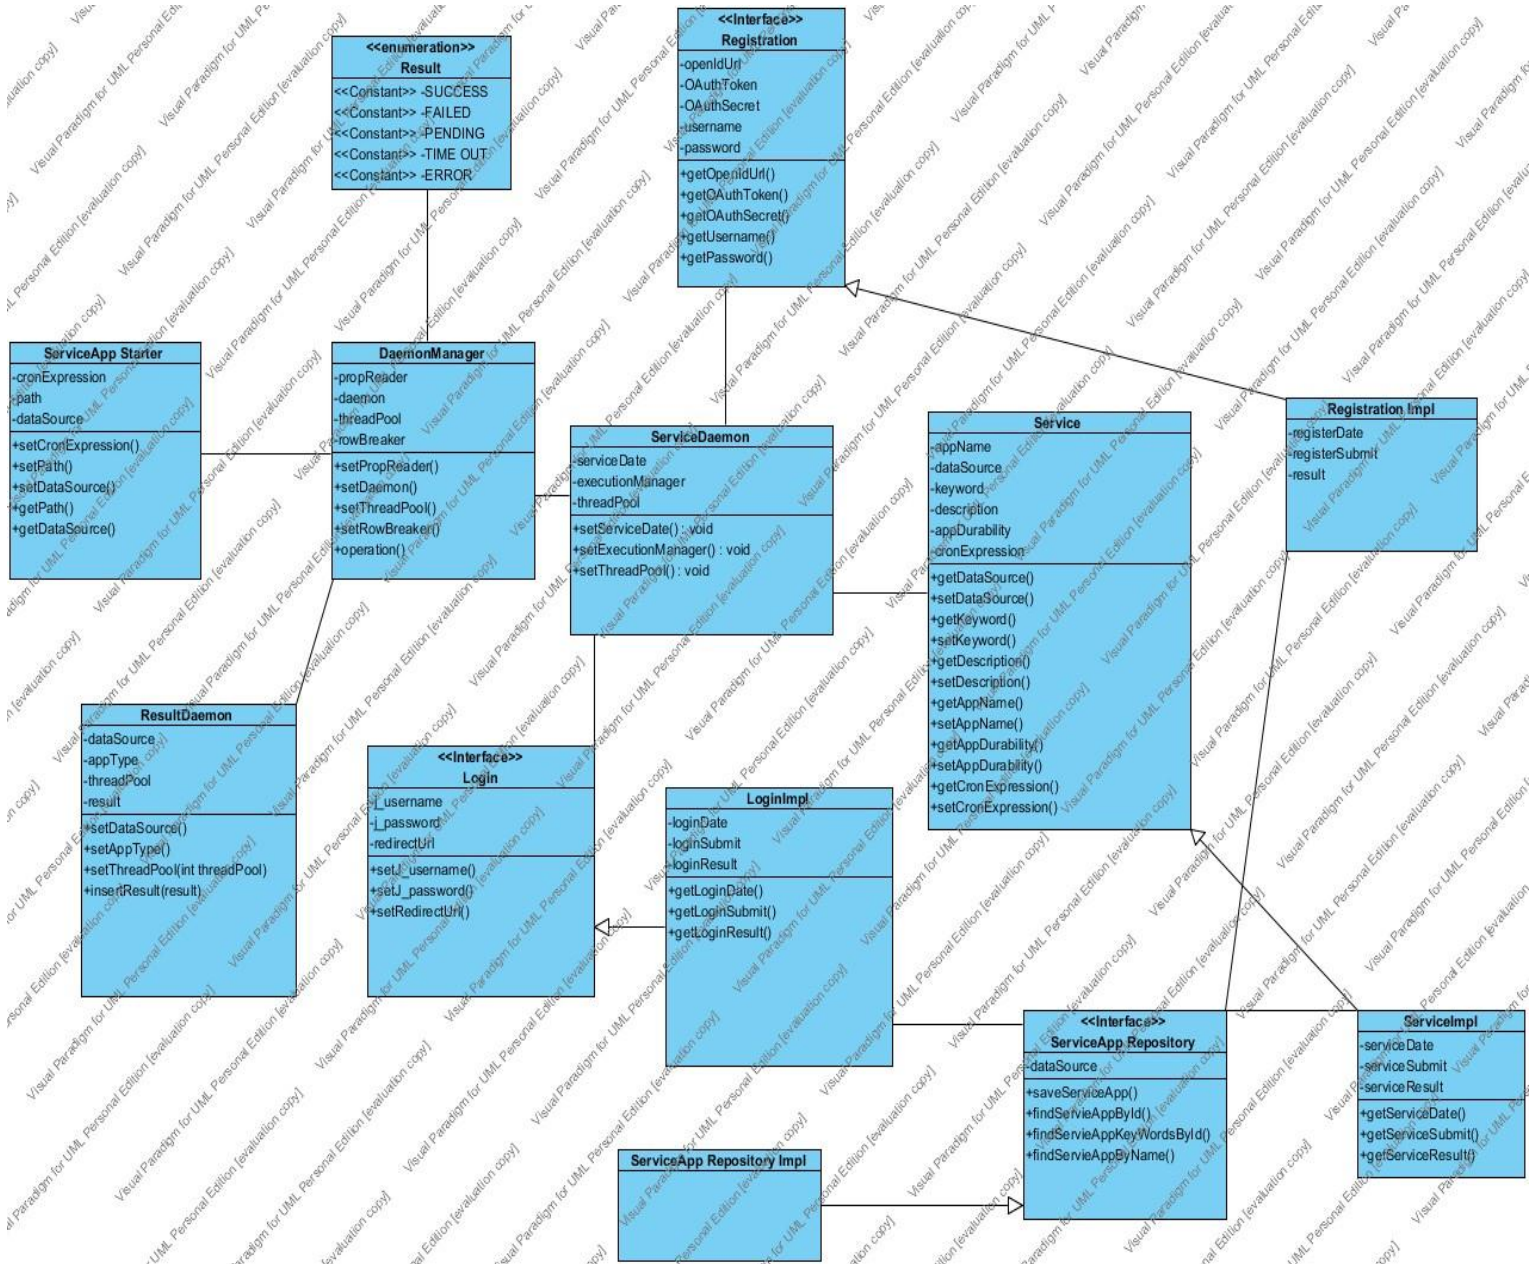 <<enumeration>>
Result
<<Constant>> -SUCCESS
<<Constant>> -FAILED
<<Constant>> -PENDING
<<Constant>> -TIME OUT
<<Constant>> -ERROR
<<Interface>>
Registration
-openIdUrl
-OAuthToken
-OAuthSecret
-username
-password
+getOpenIdUrl()
+getOAuthToken()
+getOAuthSecret()
+getUsername()
+getPassword()
ServiceApp Starter
-cronExpression
-path
-dataSource
+setCronExpression()
+setPath()
+setDataSource()
+getPath()
+getDataSource()
DaemonManager
-propReader
-daemon
-threadPool
-rowBreaker
+setPropReader()
+setDaemon()
+setThreadPool()
+setRowBreaker()
+operation()
ServiceDaemon
-serviceDate
-executionManager
-threadPool
+setServiceDate() : void
+setExecutionManager() : void
+setThreadPool() : void
Service
-appName
-dataSource
-keyword
-description
-appDurability
-cronExpression
+getDataSource()
+setDataSource()
+getKeyword()
+setKeyword()
+getDescription()
+setDescription()
+getAppName()
+setAppName()
+getAppDurability()
+setAppDurability()
+getCronExpression()
+setCronExpression()
Registration Impl
-registerDate
-registerSubmit
-result
ResultDaemon
-dataSource
-appType
-threadPool
-result
+setDataSource()
+setAppType()
+setThreadPool(int threadPool)
+insertResult(result)
<<Interface>>
Login
-j_username
-j_password
-redirectUrl
+setJ_username()
+setJ_password()
+setRedirectUrl()
LoginImpl
-loginDate
-loginSubmit
-loginResult
+getLoginDate()
+getLoginSubmit()
+getLoginResult()
<<Interface>>
ServiceApp Repository
-dataSource
+saveServiceApp()
+findServieAppById()
+findServieAppKeyWordsById()
+findServieAppByName()
ServiceImpl
-serviceDate
-serviceSubmit
-serviceResult
+getServiceDate()
+getServiceSubmit()
+getServiceResult()
ServiceApp Repository Impl
Visual Paradigm for UML Personal Edition [evaluation copy]